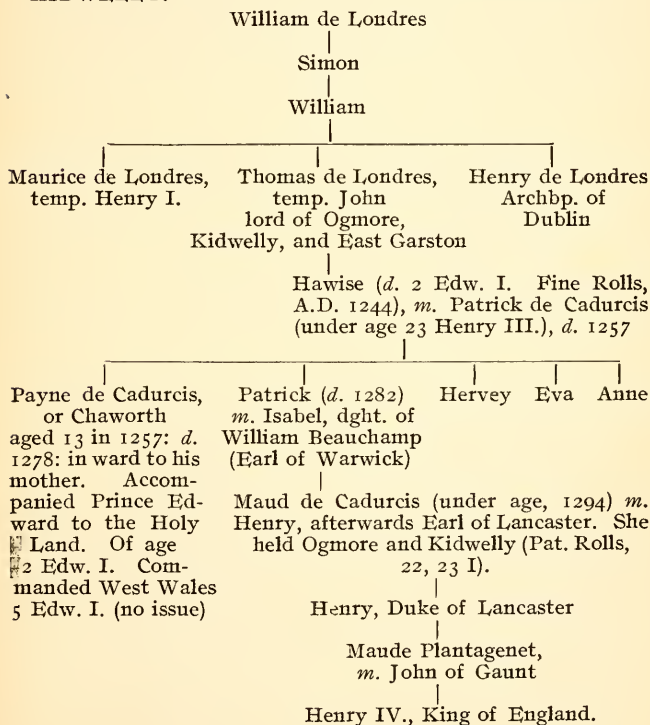 William de Londres
Simon
William
Maurice de Londres,
temp. Henry I.
Thomas de Londres,
temp. John
lord of Ogmore,
Kidwelly, and East Garston
Henry de Londres
Archbp. of
Dublin
Hawise (d. 2 Edw. I. Fine Rolls,
A.D. 1244), m. Patrick de Cadurcis
(under age 23 Henry III.), d. 1257
Payne de Cadurcis,
or Chaworth
aged 13 in 1257: d.
1278: in ward to his
mother. Accom-
panied Prince Ed-
ward to the Holy
Land. Of age
2 Edw. I. Com-
manded West Wales
5 Edw. I. (no issue)
Patrick (d. 1282)
m. Isabel, dght. of
William Beauchamp
(Earl of Warwick)
Hervey
Eva
Anne
Maud de Cadurcis (under age, 1294) m.
Henry, afterwards Earl of Lancaster. She
held Ogmore and Kidwelly (Pat. Rolls,
22, 23 I).
Henry, Duke of Lancaster
Maude Plantagenet,
m. John of Gaunt
Henry IV., King of England.